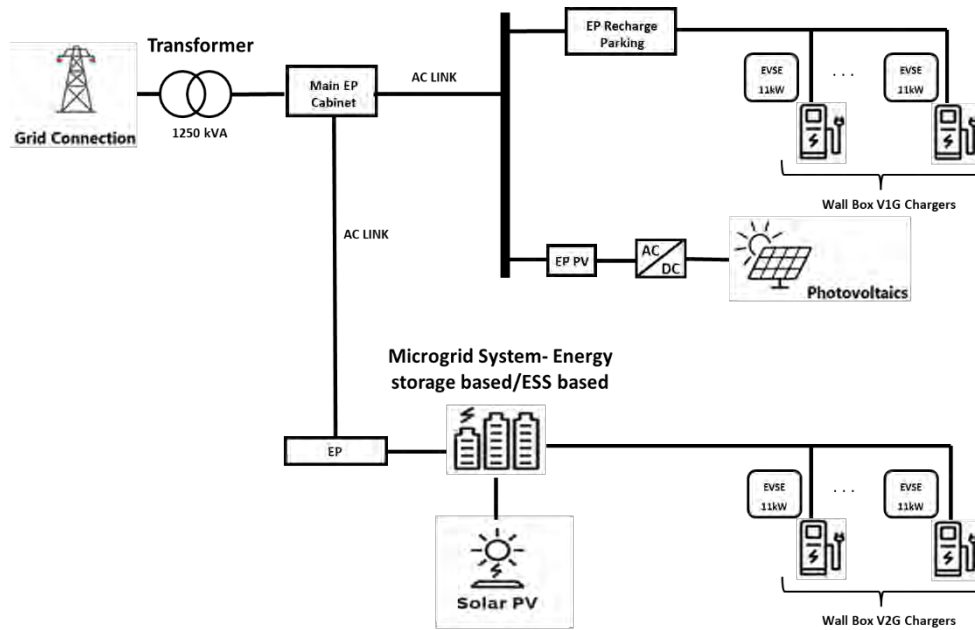 Grid Connection
Transformer
1250 kVA
Main EP
Cabinet
AC LINK
EP Recharge
Parking
EVSE
11kW
. . .
EVSE
11kW
Wall Box V1G Chargers
AC LINK
EP PV
AC
DC
Photovoltaics
Microgrid System- Energy
storage based/ESS based
EP
Solar PV
EVSE
11kW
. . .
EVSE
11kW
Wall Box V2G Chargers